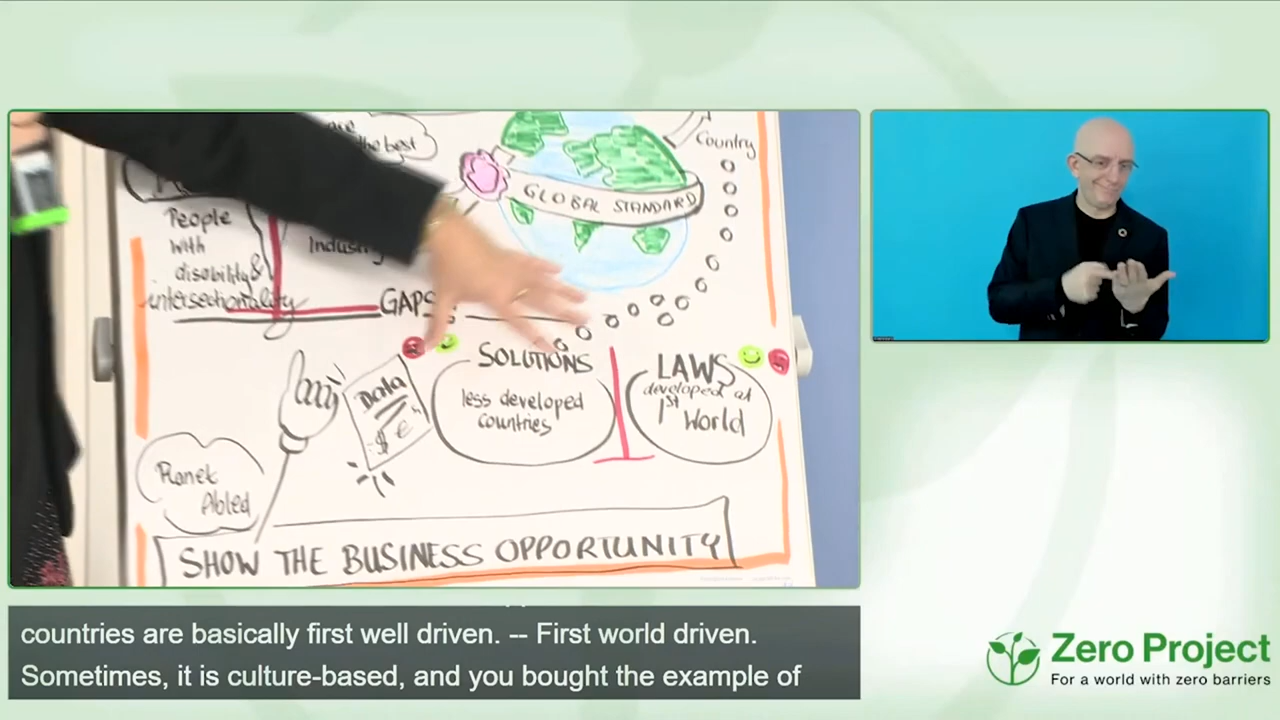 the best
Country
GLOBAL STANDARD
People
with
disability &
intersectionality
Industry
GAPS
Data
$ €
SOLUTIONS
less developed
countries
LAWS
developed at
1st World
Planet
Abled
SHOW THE BUSINESS OPPORTUNITY
countries are basically first well driven. -- First world driven.
Sometimes, it is culture-based, and you bought the example of
Zero Project
For a world with zero barriers